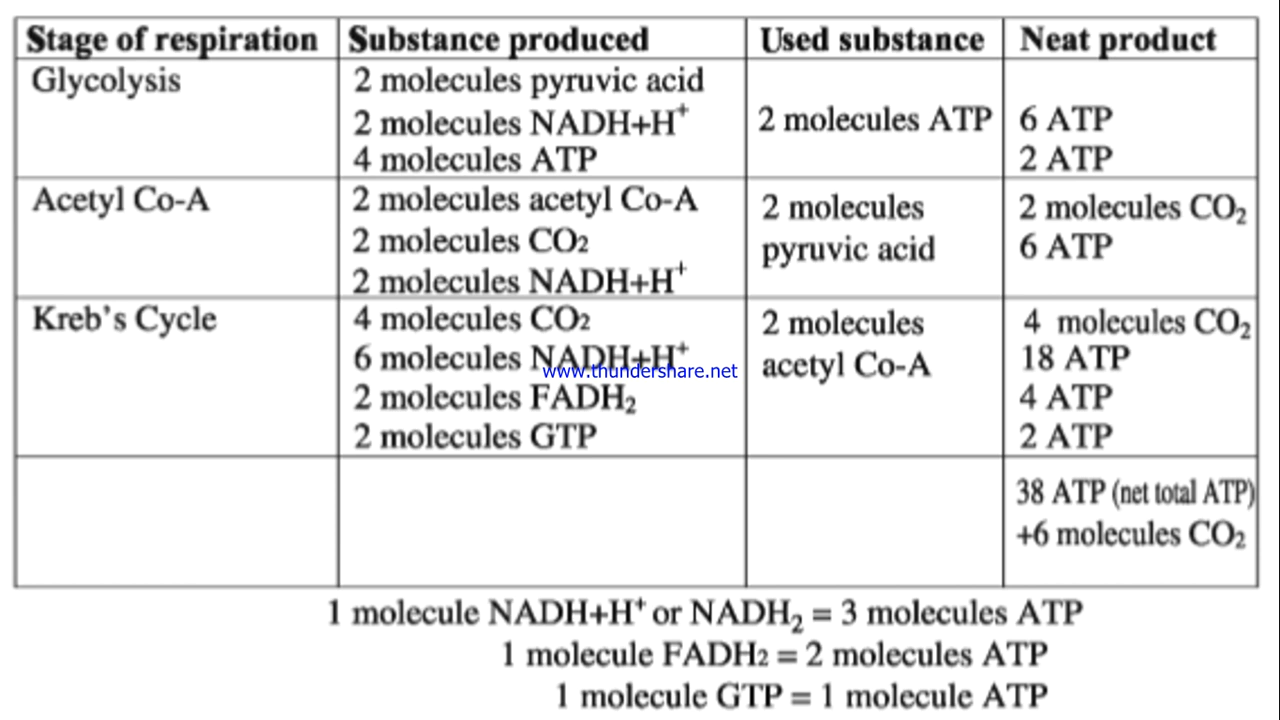 Stage of respiration Substance produced Used substance Neat product
Glycolysis
2 molecules pyruvic acid
2 molecules NADH+H⁺
4 molecules ATP
2 molecules ATP
6 ATP
2 ATP
Acetyl Co-A
2 molecules acetyl Co-A
2 molecules CO₂
2 molecules NADH+H⁺
2 molecules
pyruvic acid
2 molecules CO₂
6 ATP
Kreb's Cycle
4 molecules CO₂
6 molecules NADH+H⁺
2 molecules FADH₂
2 molecules GTP
2 molecules
acetyl Co-A
4 molecules CO₂
18 ATP
4 ATP
2 ATP
www.thundershare.net
38 ATP (net total ATP)
+6 molecules CO₂
1 molecule NADH+H⁺ or NADH₂ = 3 molecules ATP
1 molecule FADH₂ = 2 molecules ATP
1 molecule GTP = 1 molecule ATP